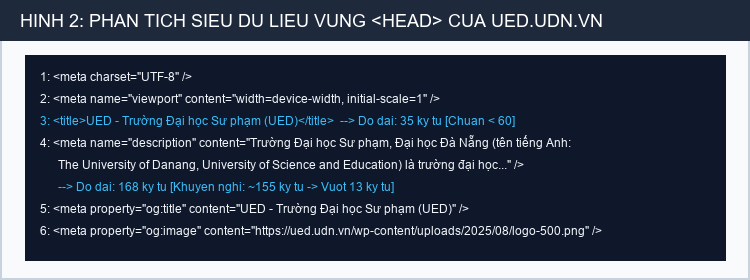 HINH 2: PHAN TICH SIEU DU LIEU VUNG <HEAD> CUA UED.UDN.VN
1: <meta charset="UTF-8" />
2: <meta name="viewport" content="width=device-width, initial-scale=1" />
3: <title>UED - Trường Đại học Sư phạm (UED)</title> --> Do dai: 35 ky tu [Chuan < 60]
4: <meta name="description" content="Trường Đại học Sư phạm, Đại học Đà Nẵng (tên tiếng Anh:
The University of Danang, University of Science and Education) là trường đại học..." />
--> Do dai: 168 ky tu [Khuyen nghi: ~155 ky tu -> Vuot 13 ky tu]
5: <meta property="og:title" content="UED - Trường Đại học Sư phạm (UED)" />
6: <meta property="og:image" content="https://ued.udn.vn/wp-content/uploads/2025/08/logo-500.png" />